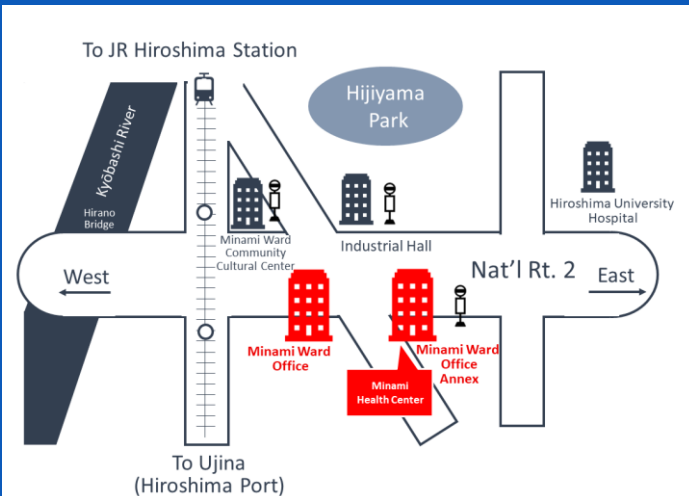 To JR Hiroshima Station
Hijiyama
Park
Kyōbashi River
Hirano
Bridge
Hiroshima University
Hospital
Minami Ward
Community
Cultural Center
Industrial Hall
West
Nat’l Rt. 2
East
Minami Ward
Office
Minami Ward
Office
Annex
Minami
Health Center
To Ujina
(Hiroshima Port)